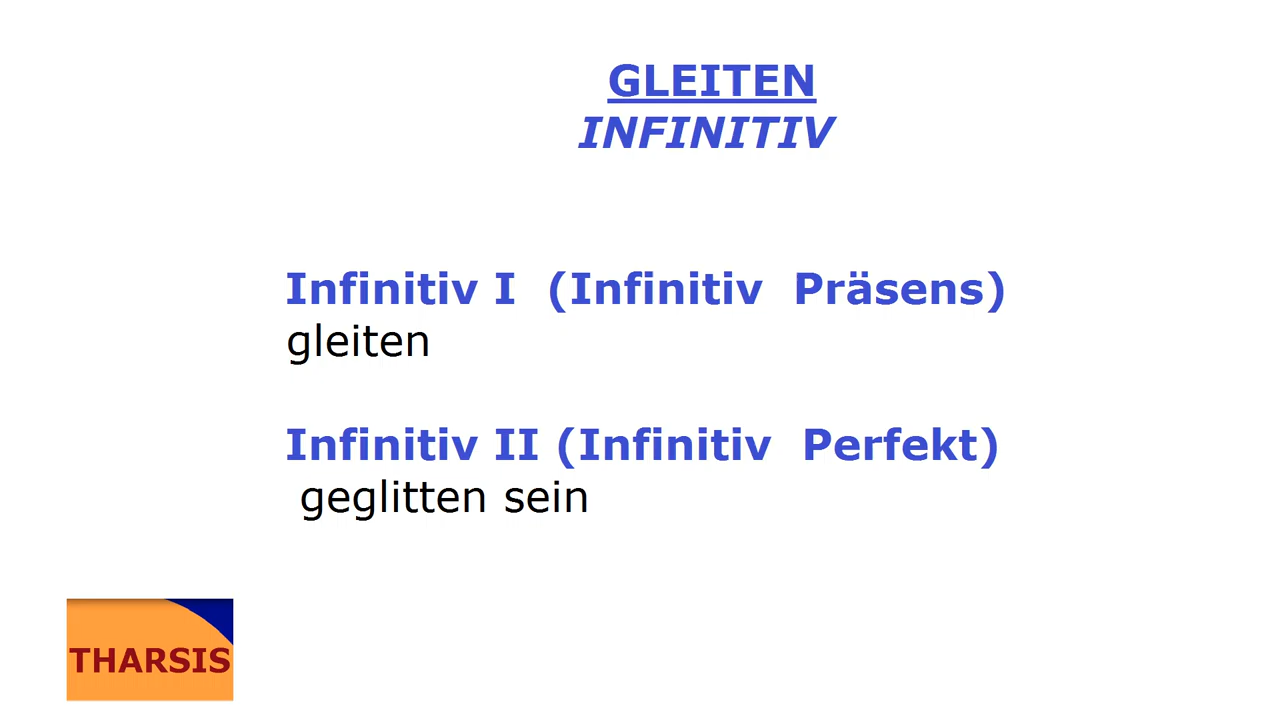 GLEITEN
INFINITIV
Infinitiv I (Infinitiv Präsens)
gleiten
Infinitiv II (Infinitiv Perfekt)
geglitten sein
THARSIS